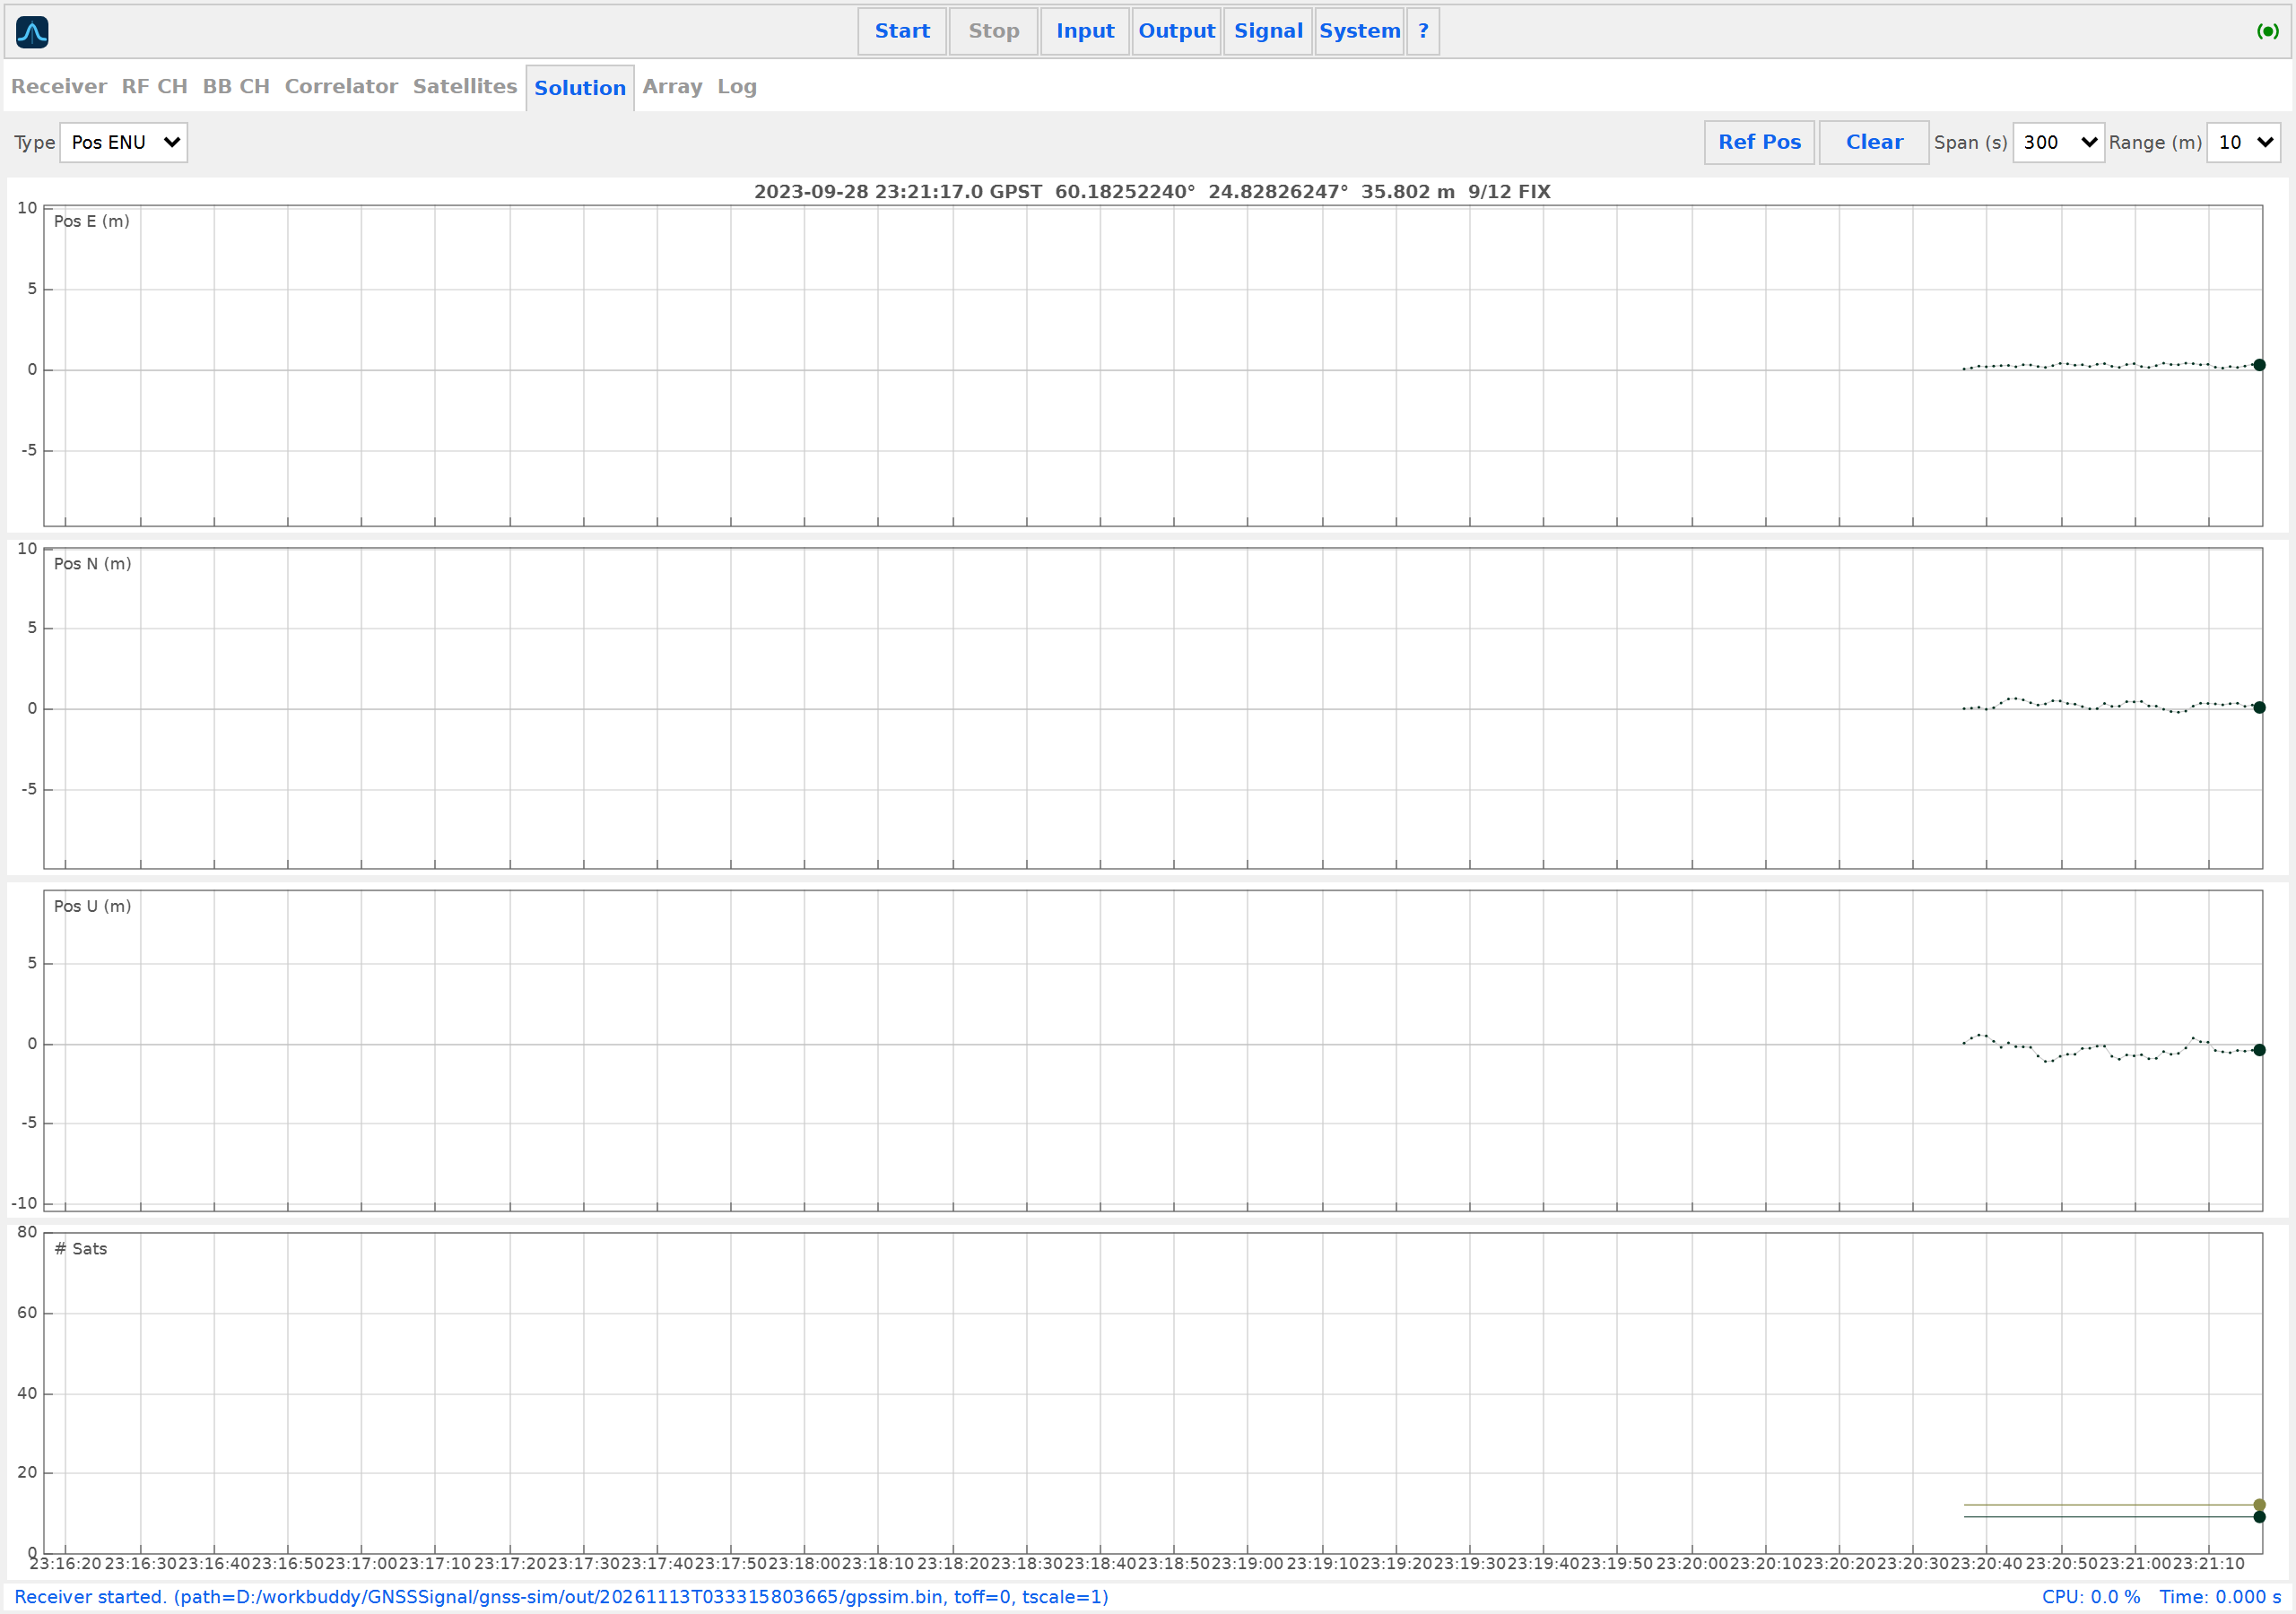 Start Stop Input Output Signal System ?
Receiver RF CH BB CH Correlator Satellites Solution Array Log
Type Pos ENU Ref Pos Clear Span (s) 300 Range (m) 10
2023-09-28 23:21:17.0 GPST 60.18252240° 24.82826247° 35.802 m 9/12 FIX
10
Pos E (m)
5
0
-5
10
Pos N (m)
5
0
-5
Pos U (m)
5
0
-5
-10
80
# Sats
60
40
20
0
23:16:20 23:16:30 23:16:40 23:16:50 23:17:00 23:17:10 23:17:20 23:17:30 23:17:40 23:17:50 23:18:00 23:18:10 23:18:20 23:18:30 23:18:40 23:18:50 23:19:00 23:19:10 23:19:20 23:19:30 23:19:40 23:19:50 23:20:00 23:20:10 23:20:20 23:20:30 23:20:40 23:20:50 23:21:00 23:21:10
Receiver started. (path=D:/workbuddy/GNSSSignal/gnss-sim/out/20261113T033315803665/gpssim.bin, toff=0, tscale=1) CPU: 0.0 % Time: 0.000 s